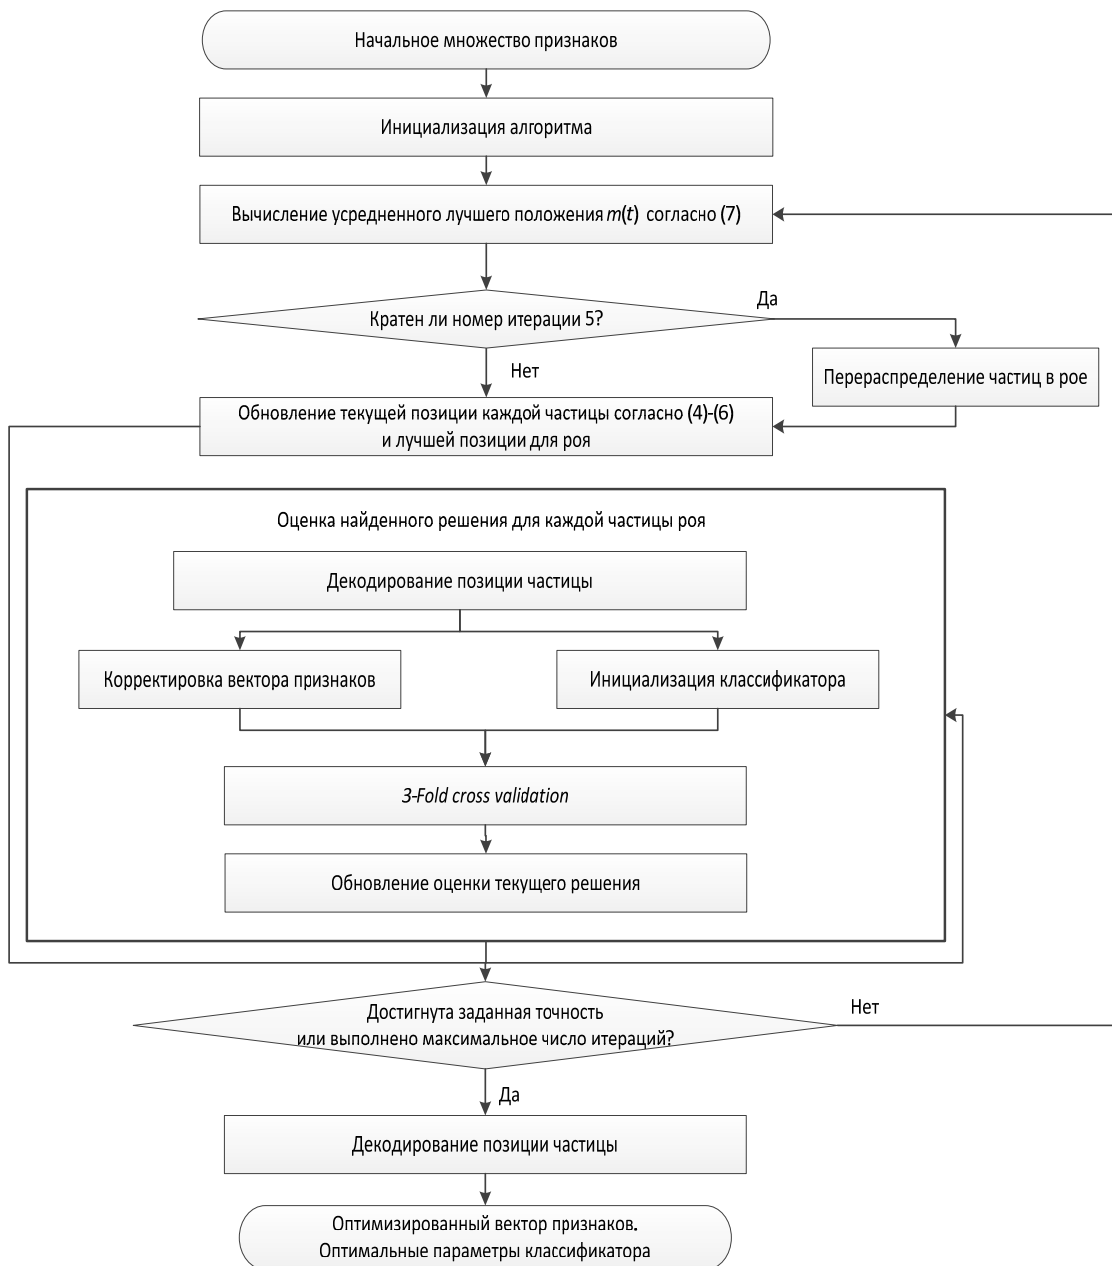 Начальное множество признаков
Инициализация алгоритма
Вычисление усредненного лучшего положения m(t) согласно (7)
Да
Кратен ли номер итерации 5?
Нет
Перераспределение частиц в рое
Обновление текущей позиции каждой частицы согласно (4)-(6)
и лучшей позиции для роя
Оценка найденного решения для каждой частицы роя
Декодирование позиции частицы
Корректировка вектора признаков
Инициализация классификатора
3-Fold cross validation
Обновление оценки текущего решения
Достигнута заданная точность
или выполнено максимальное число итераций?
Нет
Да
Декодирование позиции частицы
Оптимизированный вектор признаков.
Оптимальные параметры классификатора